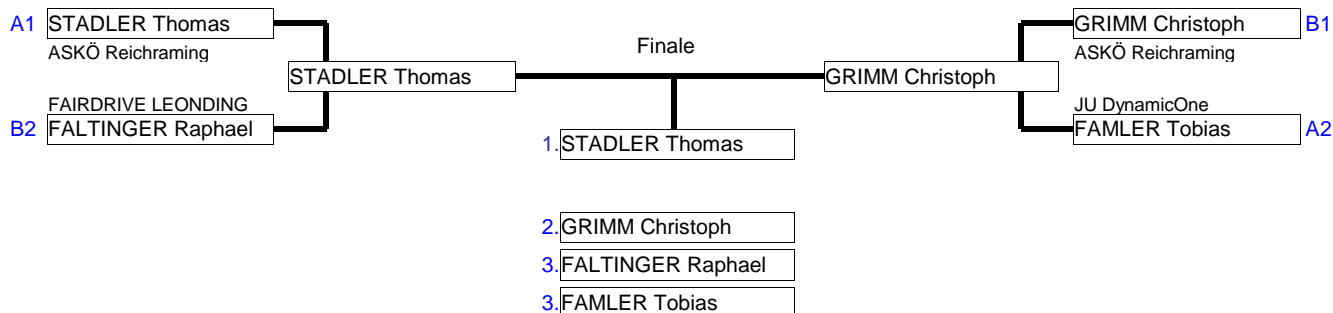 A1 STADLER Thomas
ASKÖ Reichraming
GRIMM Christoph B1
ASKÖ Reichraming
Finale
STADLER Thomas
GRIMM Christoph
FAIRDRIVE LEONDING
B2 FALTINGER Raphael
JU DynamicOne
FAMLER Tobias A2
1. STADLER Thomas
2. GRIMM Christoph
3. FALTINGER Raphael
3. FAMLER Tobias